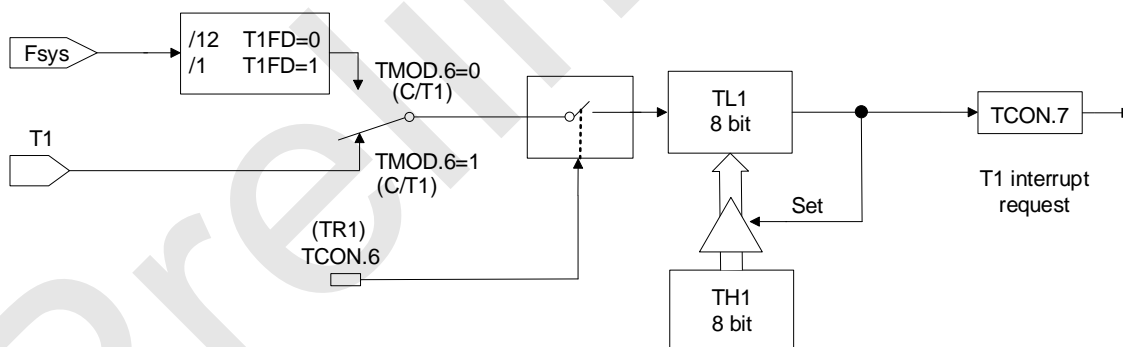 Fsys
/12 T1FD=0
/1 T1FD=1
TMOD.6=0
(C/T1)
T1
TMOD.6=1
(C/T1)
(TR1)
TCON.6
TL1
8 bit
Set
TH1
8 bit
TCON.7
T1 interrupt
request